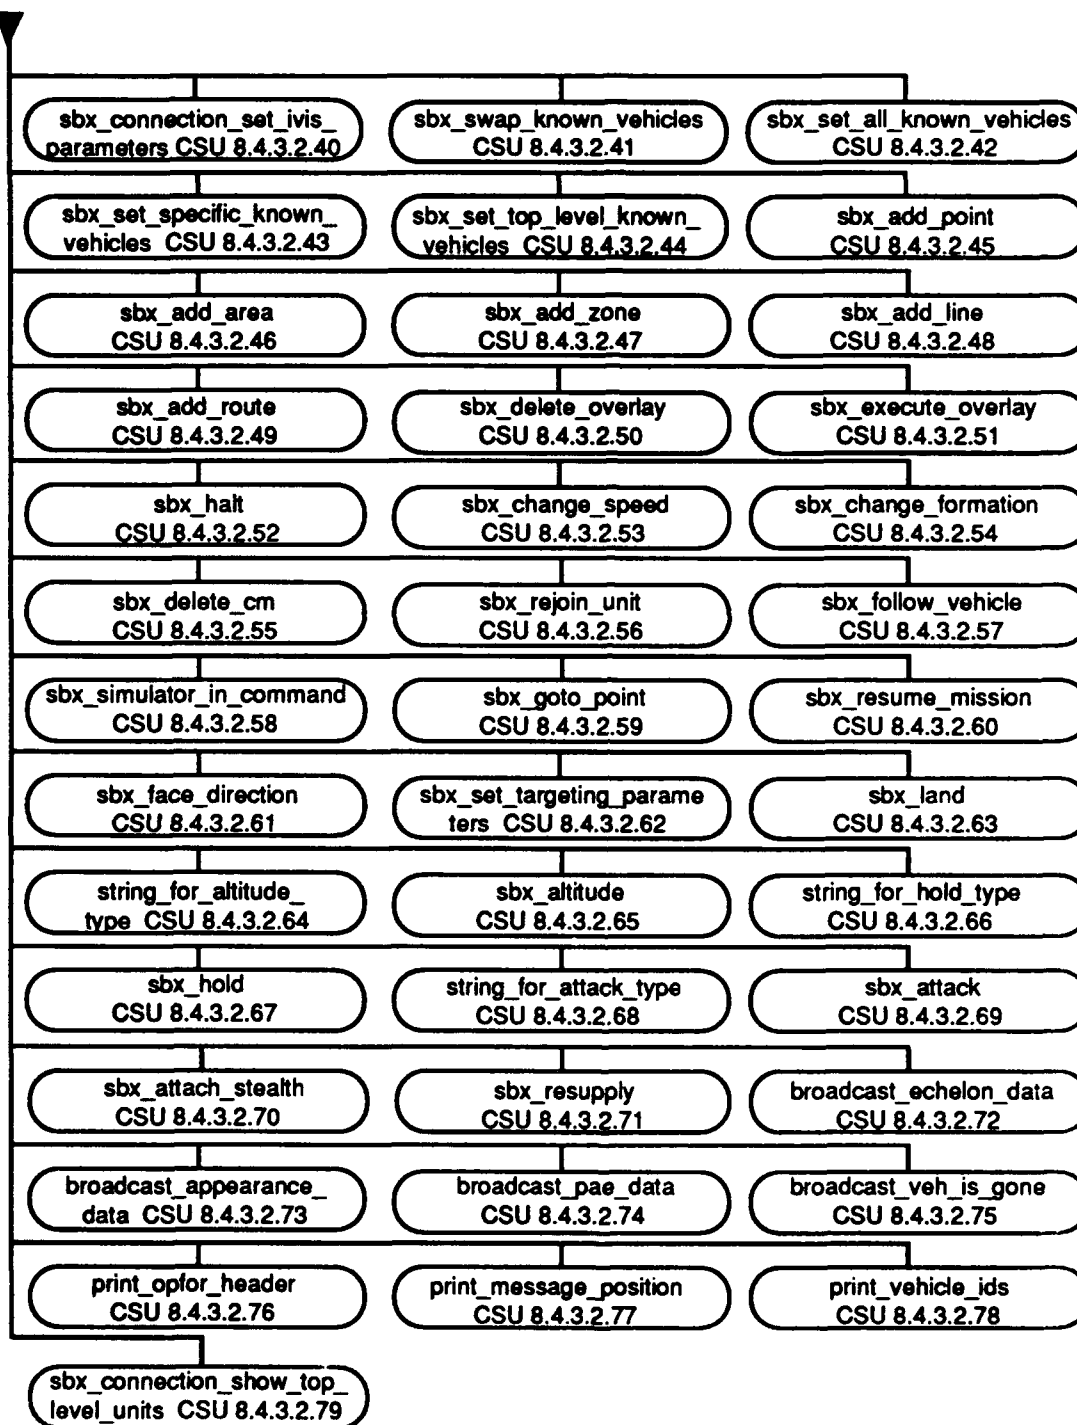 sbx_connection_set_ivis_
parameters CSU 8.4.3.2.40
sbx_swap_known_vehicles
CSU 8.4.3.2.41
sbx_set_all_known_vehicles
CSU 8.4.3.2.42
sbx_set_specific_known_
vehicles CSU 8.4.3.2.43
sbx_set_top_level_known_
vehicles CSU 8.4.3.2.44
sbx_add_point
CSU 8.4.3.2.45
sbx_add_area
CSU 8.4.3.2.46
sbx_add_zone
CSU 8.4.3.2.47
sbx_add_line
CSU 8.4.3.2.48
sbx_add_route
CSU 8.4.3.2.49
sbx_delete_overlay
CSU 8.4.3.2.50
sbx_execute_overlay
CSU 8.4.3.2.51
sbx_halt
CSU 8.4.3.2.52
sbx_change_speed
CSU 8.4.3.2.53
sbx_change_formation
CSU 8.4.3.2.54
sbx_delete_cm
CSU 8.4.3.2.55
sbx_rejoin_unit
CSU 8.4.3.2.56
sbx_follow_vehicle
CSU 8.4.3.2.57
sbx_simulator_in_command
CSU 8.4.3.2.58
sbx_goto_point
CSU 8.4.3.2.59
sbx_resume_mission
CSU 8.4.3.2.60
sbx_face_direction
CSU 8.4.3.2.61
sbx_set_targeting_parame
ters CSU 8.4.3.2.62
sbx_land
CSU 8.4.3.2.63
string_for_altitude_
type CSU 8.4.3.2.64
sbx_altitude
CSU 8.4.3.2.65
string_for_hold_type
CSU 8.4.3.2.66
sbx_hold
CSU 8.4.3.2.67
string_for_attack_type
CSU 8.4.3.2.68
sbx_attack
CSU 8.4.3.2.69
sbx_attach_stealth
CSU 8.4.3.2.70
sbx_resupply
CSU 8.4.3.2.71
broadcast_echelon_data
CSU 8.4.3.2.72
broadcast_appearance_
data CSU 8.4.3.2.73
broadcast_pae_data
CSU 8.4.3.2.74
broadcast_veh_is_gone
CSU 8.4.3.2.75
print_opfor_header
CSU 8.4.3.2.76
print_message_position
CSU 8.4.3.2.77
print_vehicle_ids
CSU 8.4.3.2.78
sbx_connection_show_top_
level_units CSU 8.4.3.2.79